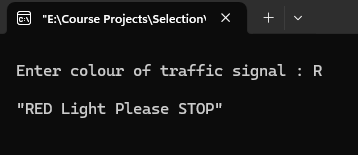 "E:\Course Projects\Selection\
Enter colour of traffic signal : R
"RED Light Please STOP"